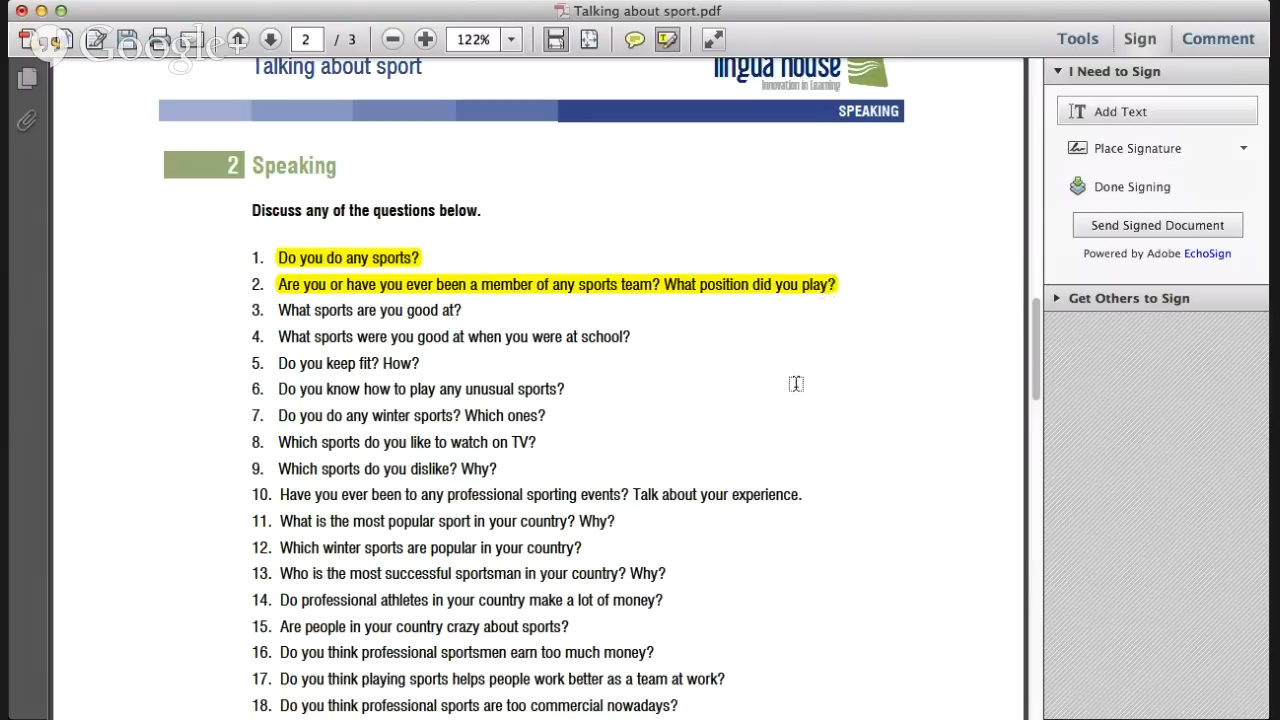 Talking about sport.pdf
Google+
2 / 3
122%
Tools
Sign
Comment
Talking about sport
lingua house
Innovation in Learning
SPEAKING
2 Speaking
Discuss any of the questions below.
1. Do you do any sports?
2. Are you or have you ever been a member of any sports team? What position did you play?
3. What sports are you good at?
4. What sports were you good at when you were at school?
5. Do you keep fit? How?
6. Do you know how to play any unusual sports?
7. Do you do any winter sports? Which ones?
8. Which sports do you like to watch on TV?
9. Which sports do you dislike? Why?
10. Have you ever been to any professional sporting events? Talk about your experience.
11. What is the most popular sport in your country? Why?
12. Which winter sports are popular in your country?
13. Who is the most successful sportsman in your country? Why?
14. Do professional athletes in your country make a lot of money?
15. Are people in your country crazy about sports?
16. Do you think professional sportsmen earn too much money?
17. Do you think playing sports helps people work better as a team at work?
18. Do you think professional sports are too commercial nowadays?
I Need to Sign
Add Text
Place Signature
Done Signing
Send Signed Document
Powered by Adobe EchoSign
Get Others to Sign